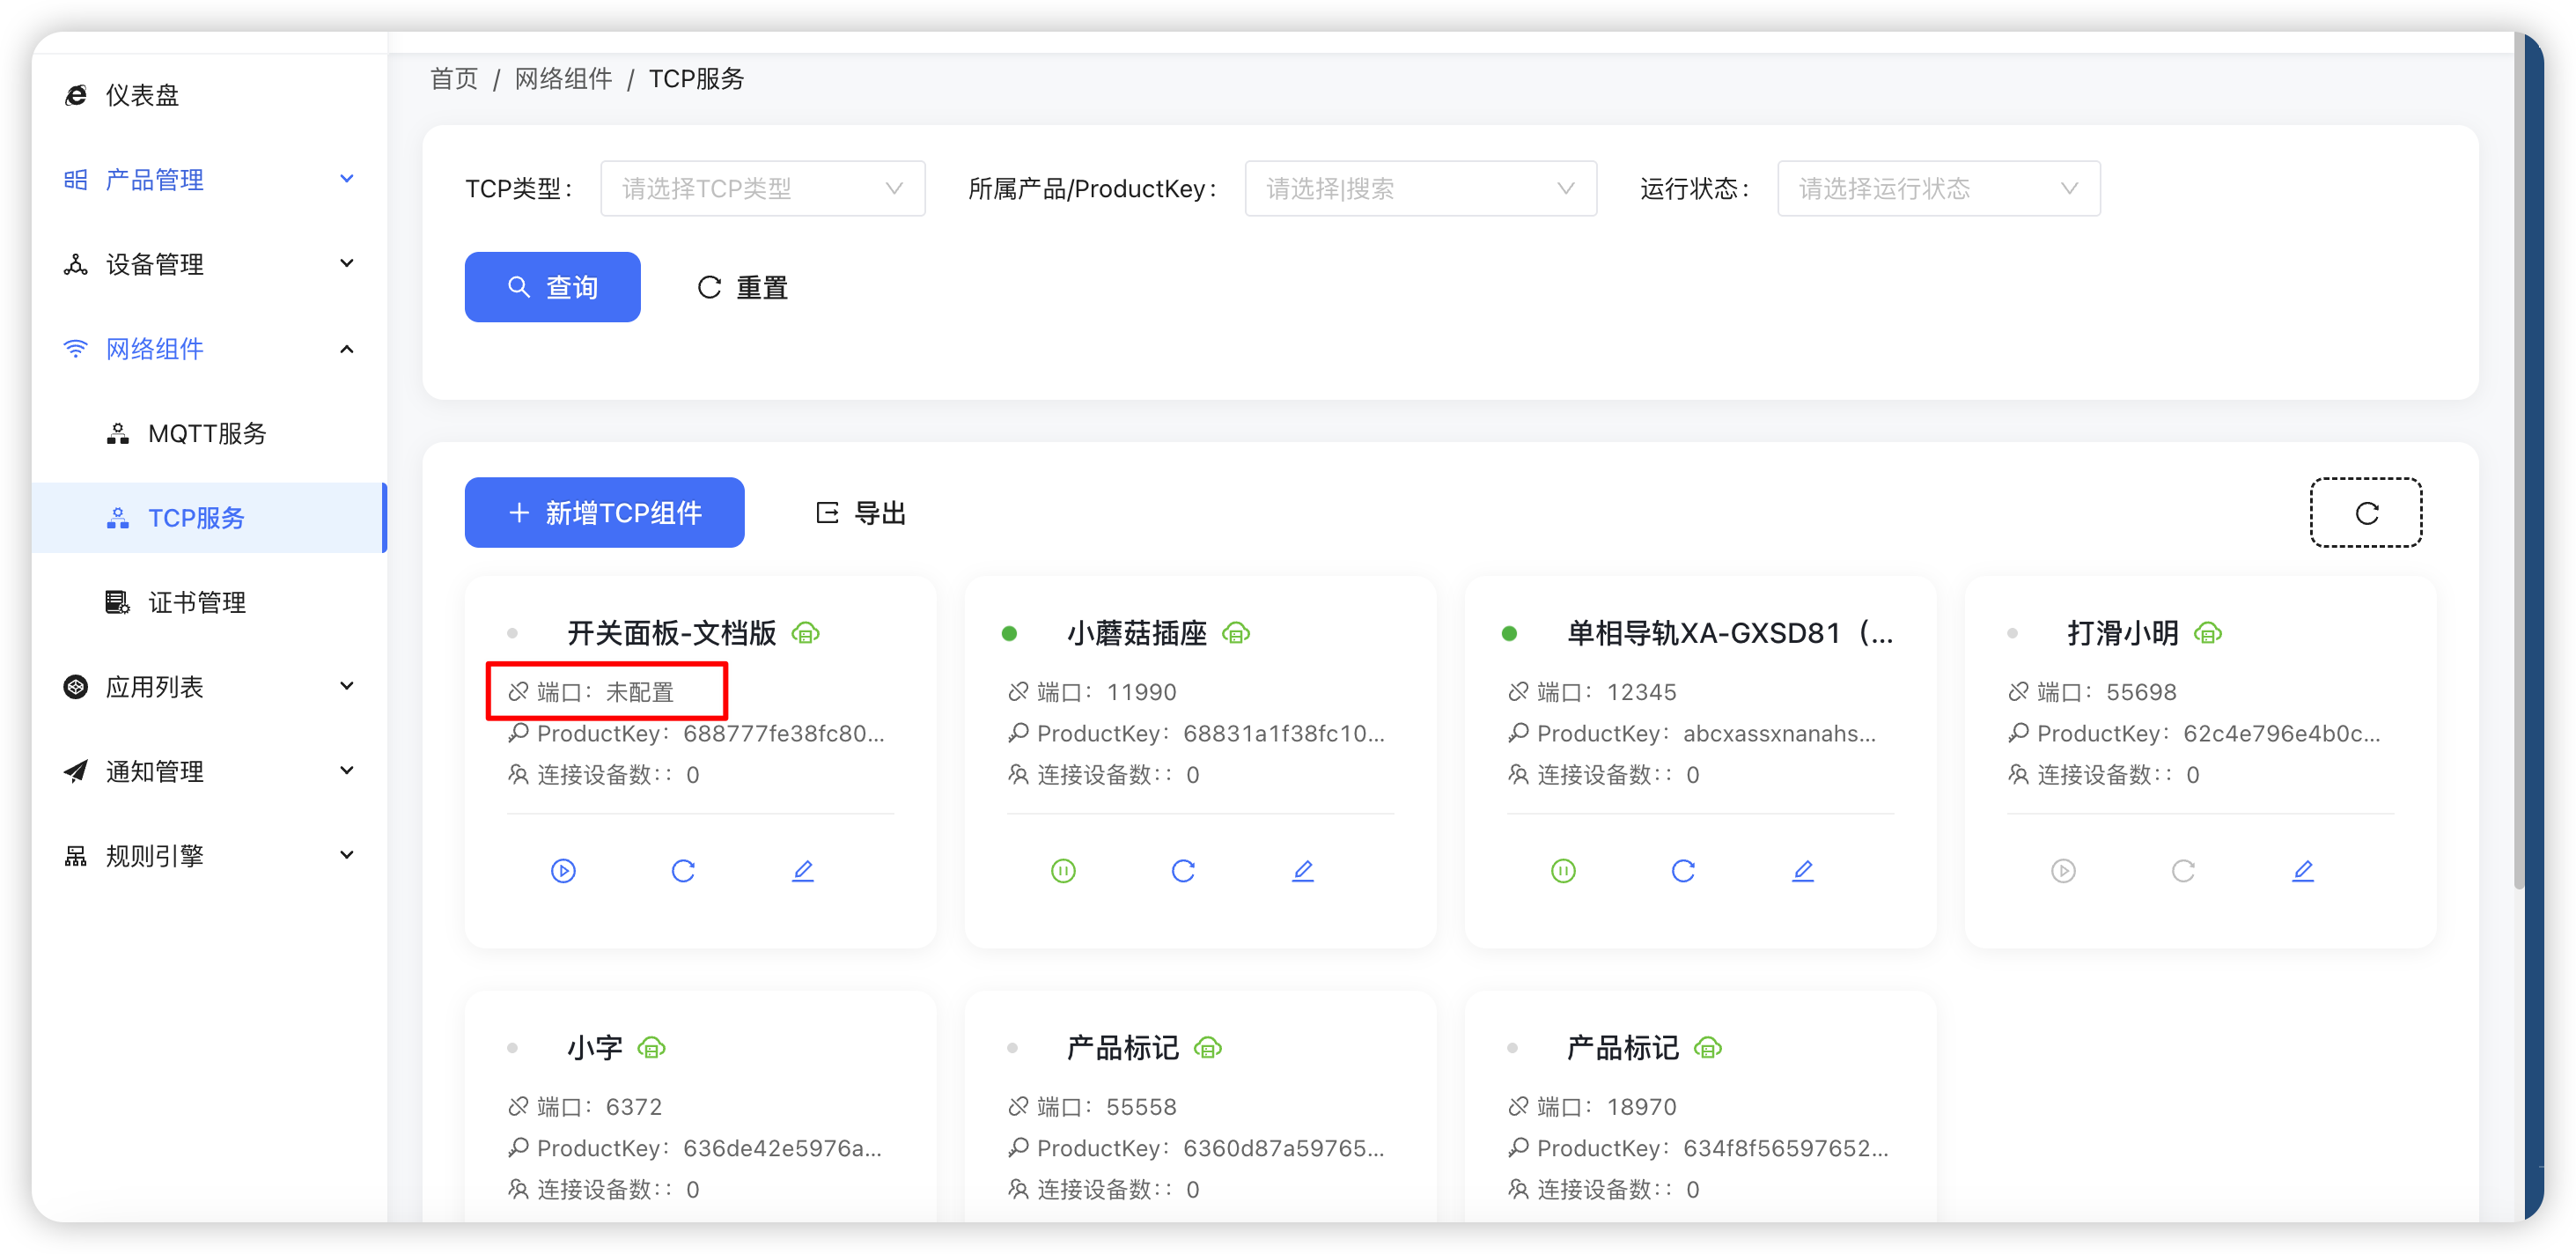 仪表盘
产品管理
设备管理
网络组件
MQTT服务
TCP服务
证书管理
应用列表
通知管理
规则引擎
首页 / 网络组件 / TCP服务
TCP类型： 请选择TCP类型 所属产品/ProductKey： 请选择|搜索 运行状态： 请选择运行状态
查询 重置
新增TCP组件 导出
开关面板-文档版
端口： 未配置
ProductKey： 688777fe38fc80...
连接设备数：: 0
小蘑菇插座
端口： 11990
ProductKey： 68831a1f38fc10...
连接设备数：: 0
单相导轨XA-GXSD81（...
端口： 12345
ProductKey： abcxassxnanahs...
连接设备数：: 0
打滑小明
端口： 55698
ProductKey： 62c4e796e4b0c...
连接设备数：: 0
小字
端口： 6372
ProductKey： 636de42e5976a...
连接设备数：: 0
产品标记
端口： 55558
ProductKey： 6360d87a59765...
连接设备数：: 0
产品标记
端口： 18970
ProductKey： 634f8f56597652...
连接设备数：: 0